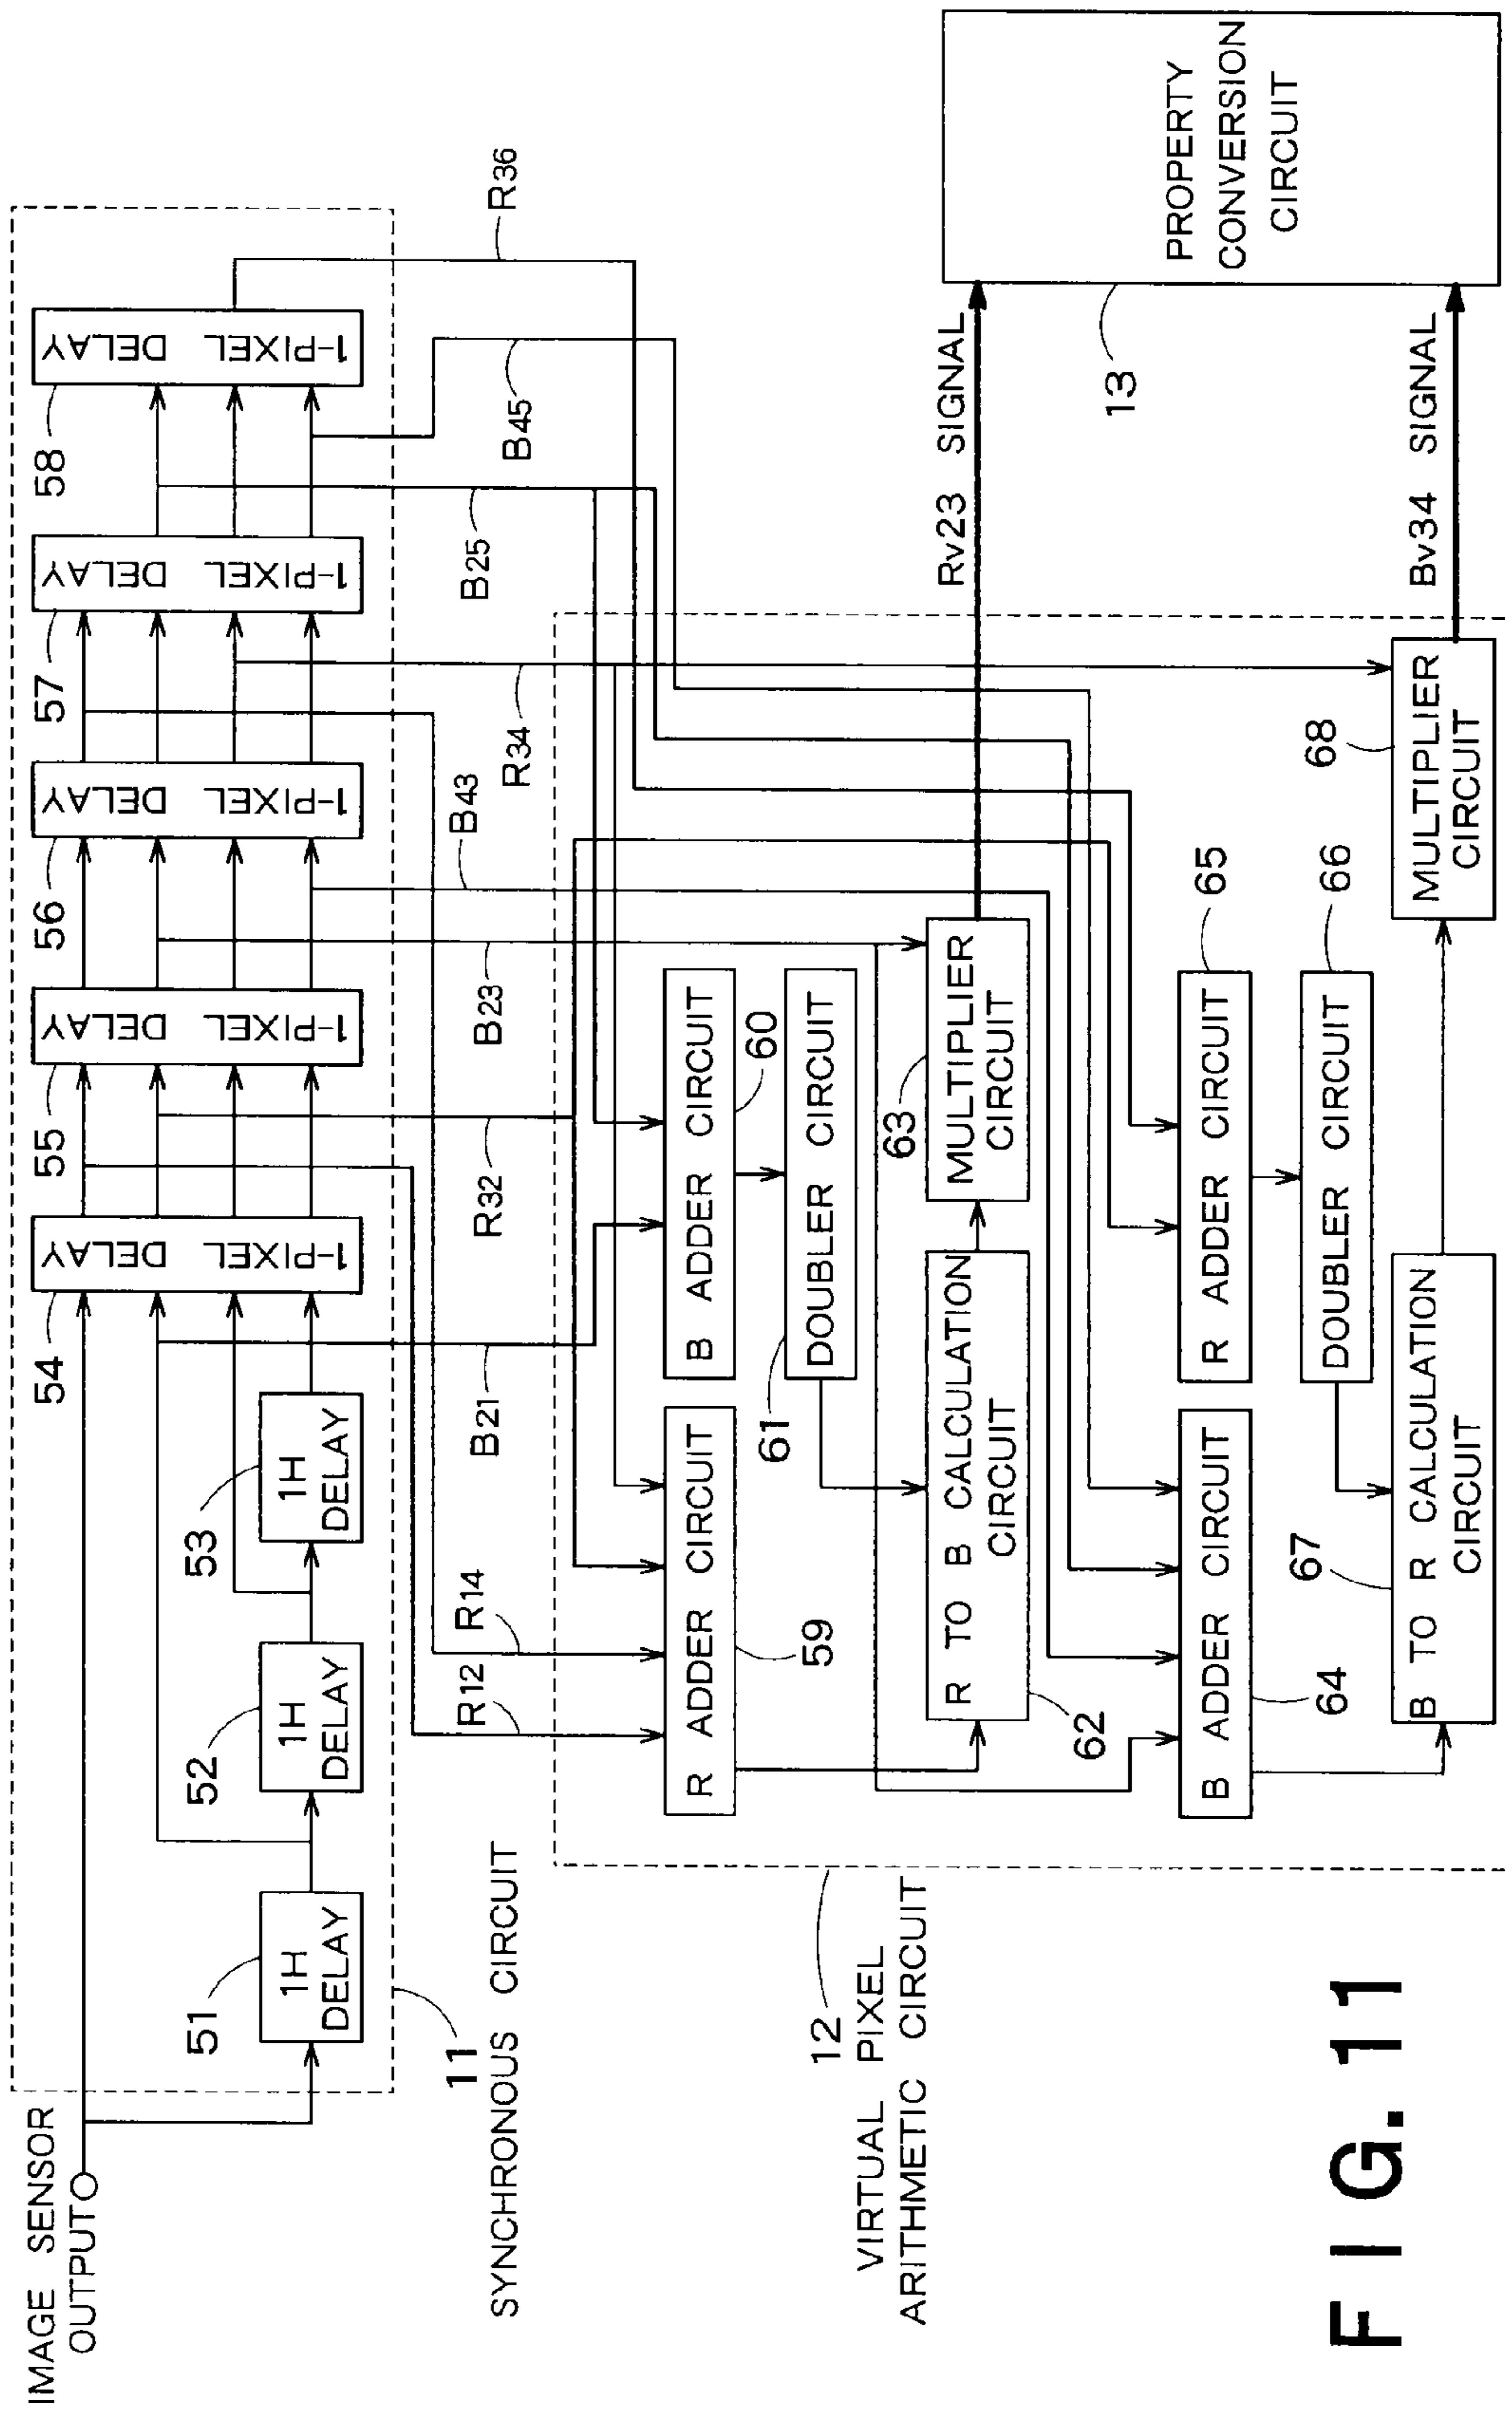 IMAGE SENSOR
OUTPUT
51
1H
DELAY
52
1H
DELAY
53
1H
DELAY
54
1-PIXEL
DELAY
55
1-PIXEL
DELAY
56
1-PIXEL
DELAY
57
1-PIXEL
DELAY
58
1-PIXEL
DELAY
11
SYNCHRONOUS CIRCUIT
R12
R14
B21
R32
B23
B43
R34
B25
B45
R36
12
VIRTUAL PIXEL
ARITHMETIC CIRCUIT
R ADDER CIRCUIT
59
B ADDER CIRCUIT
60
61
DOUBLER CIRCUIT
R TO B CALCULATION
CIRCUIT
62
63
MULTIPLIER
CIRCUIT
Rv23 SIGNAL
B ADDER CIRCUIT
64
R ADDER CIRCUIT
65
DOUBLER CIRCUIT
66
67
B TO R CALCULATION
CIRCUIT
68
MULTIPLIER
CIRCUIT
Bv34 SIGNAL
13
PROPERTY
CONVERSION
CIRCUIT
FIG. 11